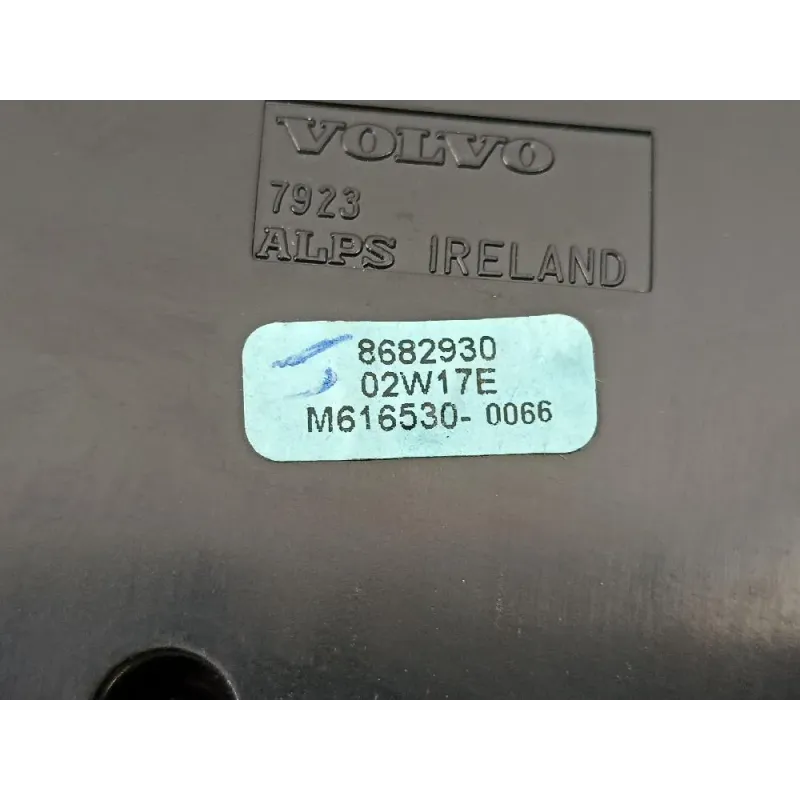 VOLVO
7923
ALPS IRELAND
8682930
02W17E
M616530- 0066